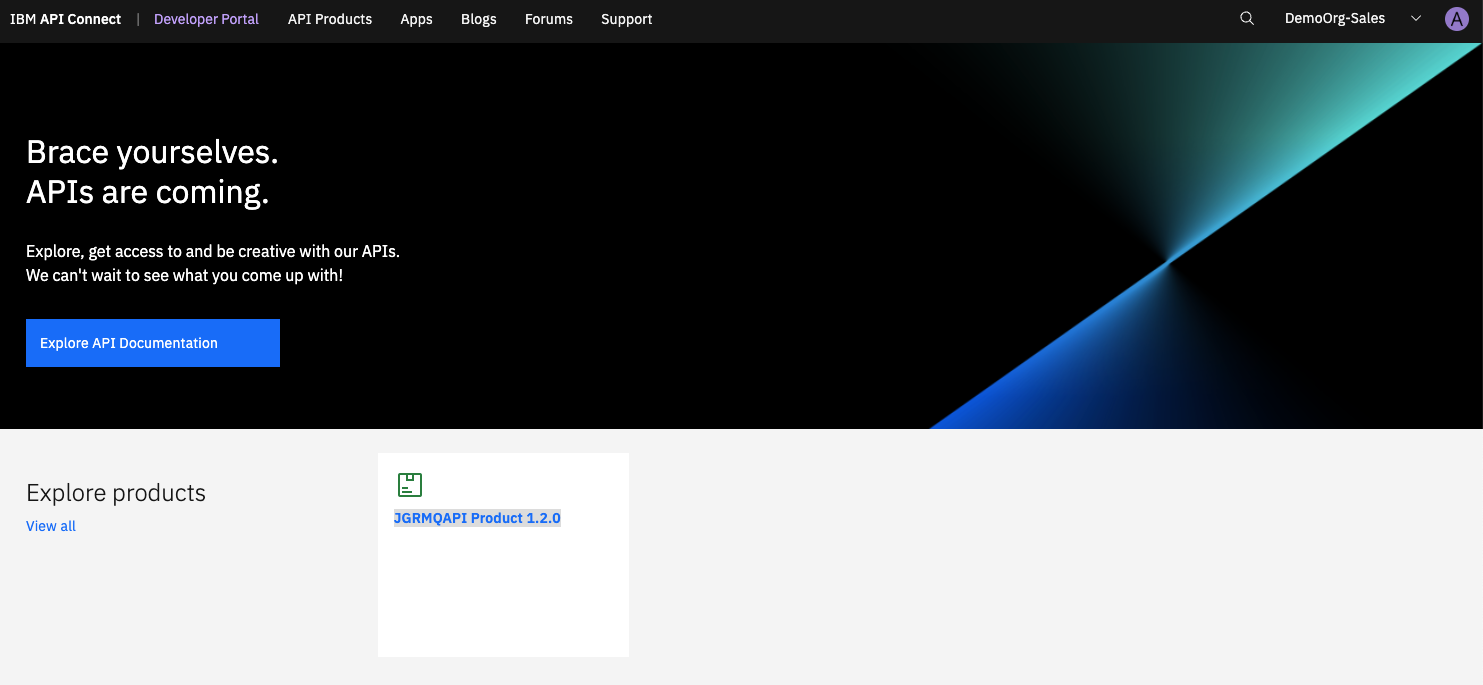 IBM API Connect | Developer Portal API Products Apps Blogs Forums Support DemoOrg-Sales A
Brace yourselves.
APIs are coming.
Explore, get access to and be creative with our APIs.
We can't wait to see what you come up with!
Explore API Documentation
Explore products
View all
JGRMQAPI Product 1.2.0